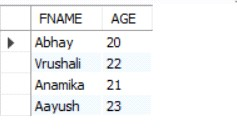 FNAME AGE
Abhay 20
Vrushali 22
Anamika 21
Aayush 23